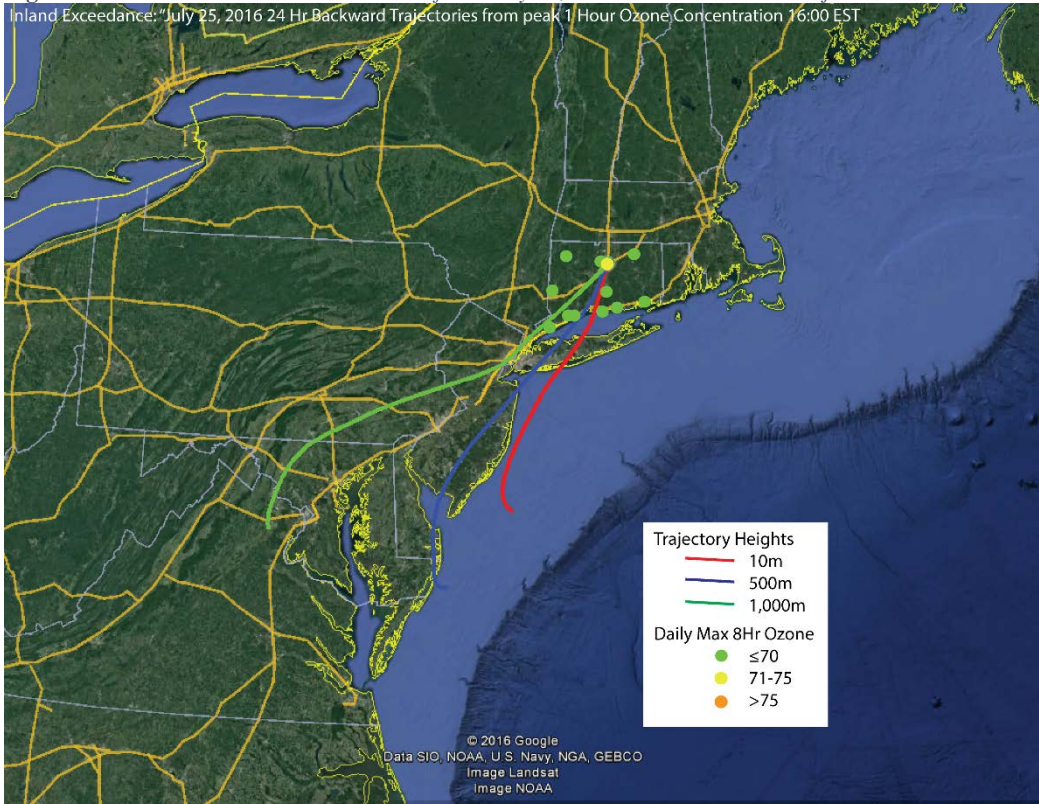 Inland Exceedance: "July 25, 2016 24 Hr Backward Trajectories from peak 1 Hour Ozone Concentration 16:00 EST
Trajectory Heights
10m
500m
1,000m
Daily Max 8Hr Ozone
≤70
71-75
>75
© 2016 Google
Data SIO, NOAA, U.S. Navy, NGA, GEBCO
Image Landsat
Image NOAA